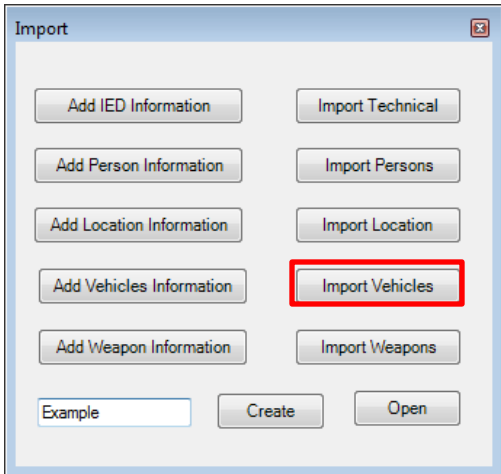 Import
Add IED Information
Import Technical
Add Person Information
Import Persons
Add Location Information
Import Location
Add Vehicles Information
Import Vehicles
Add Weapon Information
Import Weapons
Example
Create
Open